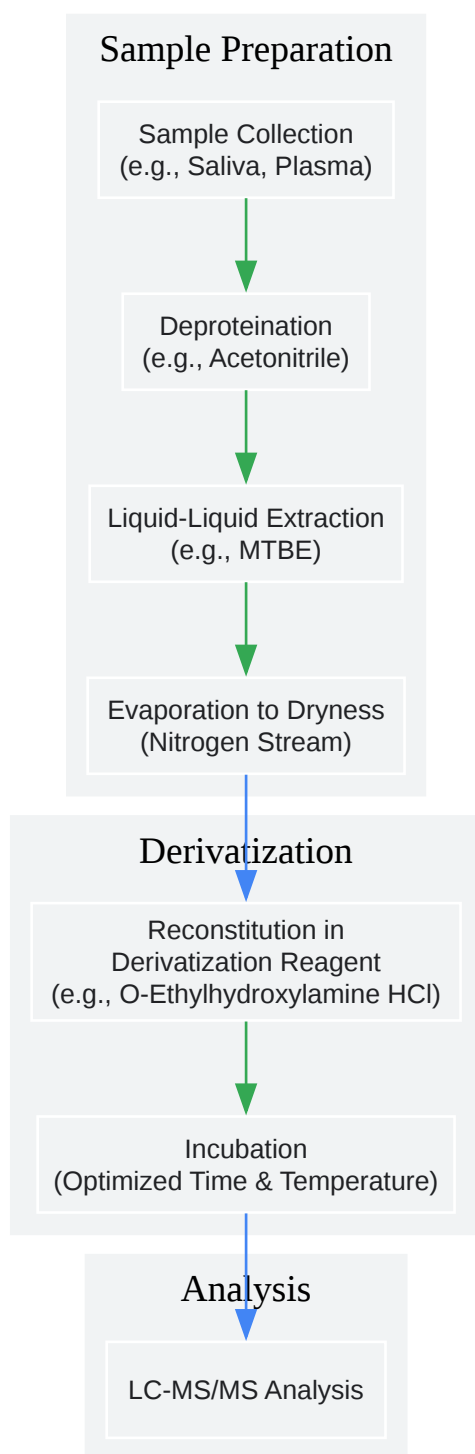 Sample Preparation
Sample Collection
(e.g., Saliva, Plasma)
Deproteination
(e.g., Acetonitrile)
Liquid-Liquid Extraction
(e.g., MTBE)
Evaporation to Dryness
(Nitrogen Stream)
Derivatization
Reconstitution in
Derivatization Reagent
(e.g., O-Ethylhydroxylamine HCl)
Incubation
(Optimized Time & Temperature)
Analysis
LC-MS/MS Analysis